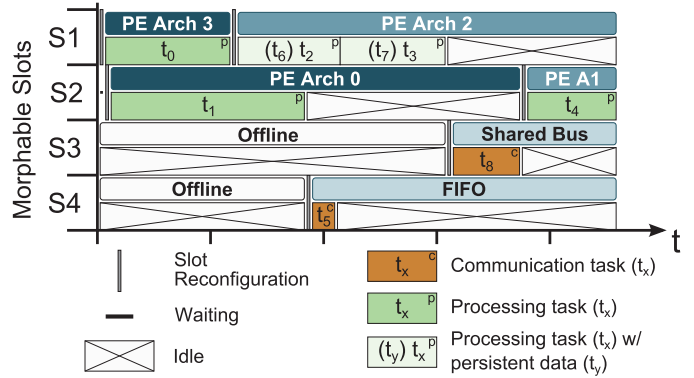 Morphable Slots
S1
PE Arch 3
PE Arch 2
t0 p
(t6) t2 p
(t7) t3 p
S2
PE Arch 0
PE A1
t1 p
t4 p
S3
Offline
Shared Bus
t8 c
S4
Offline
FIFO
t5 c
t
Slot
Reconfiguration
Waiting
Idle
tx c
Communication task (tx)
tx p
Processing task (tx)
(ty) tx p
Processing task (tx) w/
persistent data (ty)